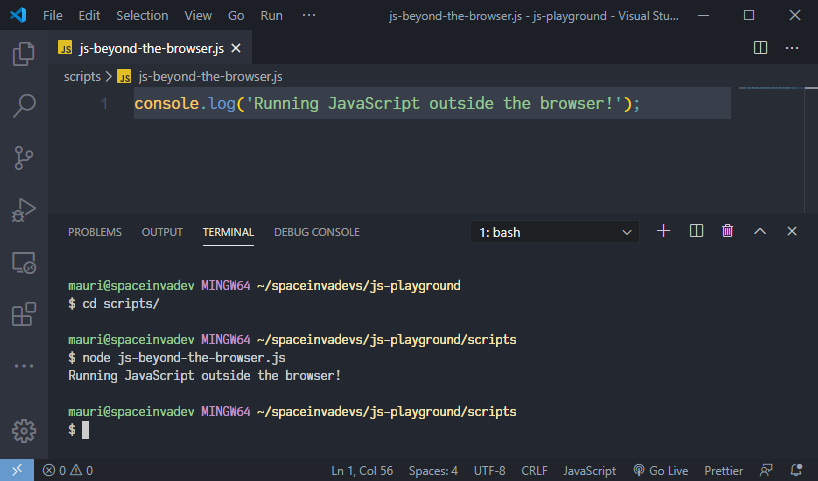 File Edit Selection View Go Run ··· js-beyond-the-browser.js - js-playground - Visual Stu...
JS js-beyond-the-browser.js
scripts > JS js-beyond-the-browser.js
1 console.log('Running JavaScript outside the browser!');
PROBLEMS OUTPUT TERMINAL DEBUG CONSOLE 1: bash
mauri@spaceinvadev MINGW64 ~/spaceinvadevs/js-playground
$ cd scripts/
mauri@spaceinvadev MINGW64 ~/spaceinvadevs/js-playground/scripts
$ node js-beyond-the-browser.js
Running JavaScript outside the browser!
mauri@spaceinvadev MINGW64 ~/spaceinvadevs/js-playground/scripts
$
0 0 Ln 1, Col 56 Spaces: 4 UTF-8 CRLF JavaScript Go Live Prettier